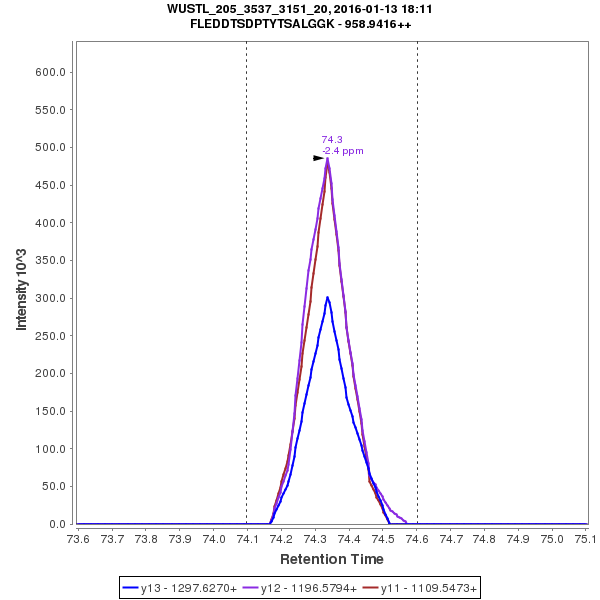 WUSTL_205_3537_3151_20, 2016-01-13 18:11
FLEDDTSDPTYTSALGGK - 958.9416++
600.0
550.0
500.0
450.0
400.0
350.0
300.0
250.0
200.0
150.0
100.0
50.0
0.0
Intensity 10^3
74.3
-2.4 ppm
73.6 73.7 73.8 73.9 74.0 74.1 74.2 74.3 74.4 74.5 74.6 74.7 74.8 74.9 75.0 75.1
Retention Time
y13 - 1297.6270+ y12 - 1196.5794+ y11 - 1109.5473+